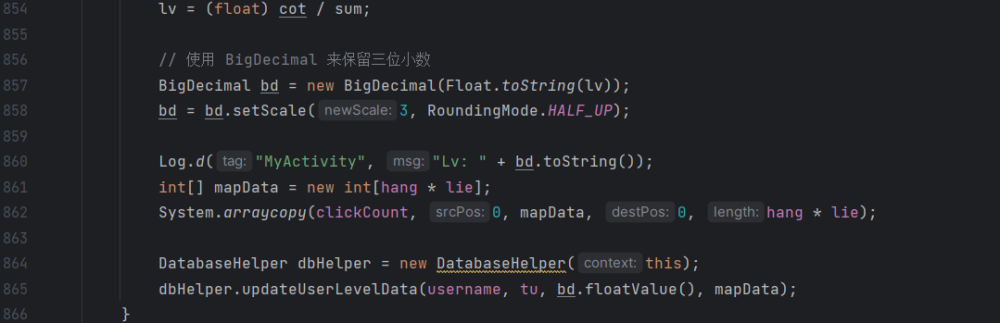 854 lv = (float) cot / sum;
855
856 // 使用 BigDecimal 来保留三位小数
857 BigDecimal bd = new BigDecimal(Float.toString(lv));
858 bd = bd.setScale( newScale: 3, RoundingMode.HALF_UP);
859
860 Log.d( tag: "MyActivity", msg: "Lv: " + bd.toString());
861 int[] mapData = new int[hang * lie];
862 System.arraycopy(clickCount, srcPos: 0, mapData, destPos: 0, length: hang * lie);
863
864 DatabaseHelper dbHelper = new DatabaseHelper( context: this);
865 dbHelper.updateUserLevelData(username, tu, bd.floatValue(), mapData);
866 }